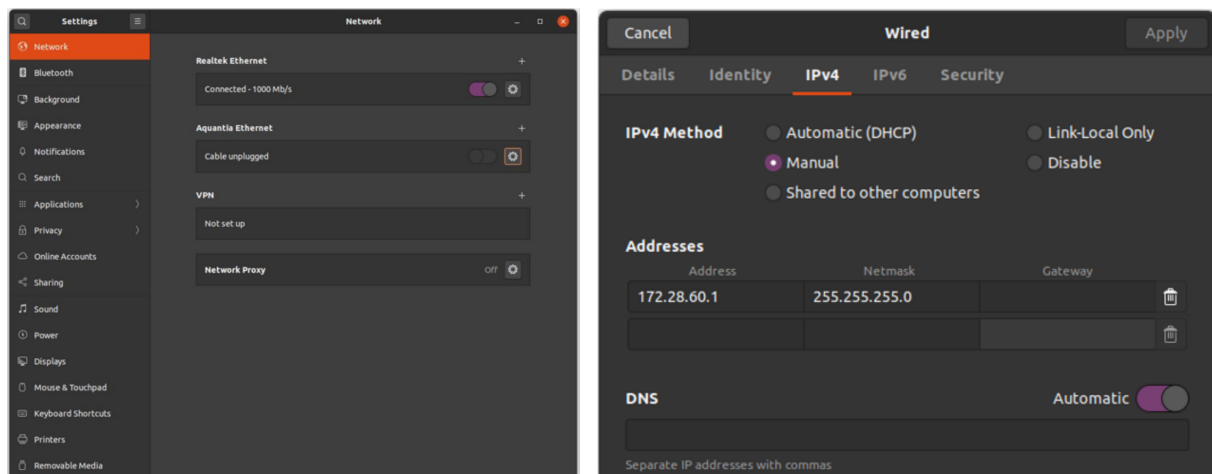 Settings
Network
Network
Bluetooth
Background
Appearance
Notifications
Search
Applications
Privacy
Online Accounts
Sharing
Sound
Power
Displays
Mouse & Touchpad
Keyboard Shortcuts
Printers
Removable Media
Realtek Ethernet
Connected - 1000 Mb/s
Aquantia Ethernet
Cable unplugged
VPN
Not set up
Network Proxy Off
Cancel Wired Apply
Details Identity IPv4 IPv6 Security
IPv4 Method Automatic (DHCP) Link-Local Only
Manual Disable
Shared to other computers
Addresses
Address Netmask Gateway
172.28.60.1 255.255.255.0
DNS Automatic
Separate IP addresses with commas